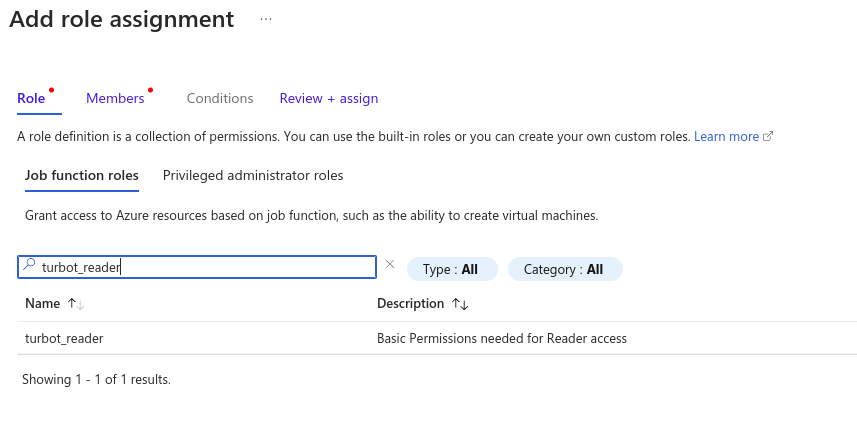 Add role assignment ...
Role Members Conditions Review + assign
A role definition is a collection of permissions. You can use the built-in roles or you can create your own custom roles. Learn more
Job function roles Privileged administrator roles
Grant access to Azure resources based on job function, such as the ability to create virtual machines.
turbot_reader Type : All Category : All
Name Description
turbot_reader Basic Permissions needed for Reader access
Showing 1 - 1 of 1 results.